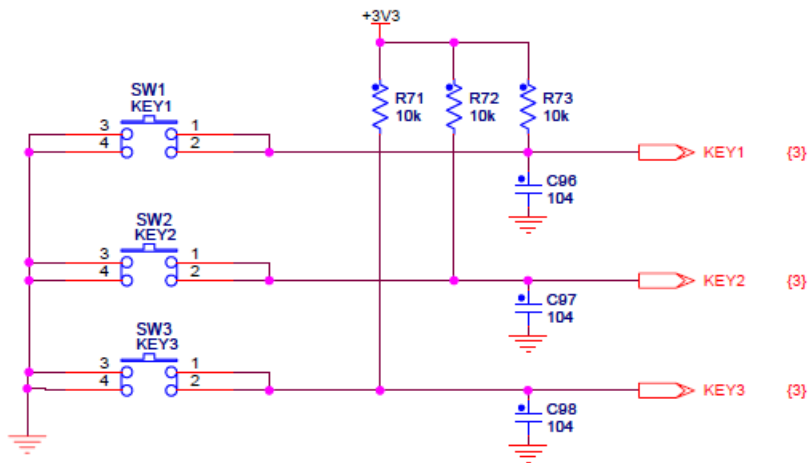 +3V3
SW1
KEY1
3 1
4 2
R71 R72 R73
10k 10k 10k
KEY1 {3}
C96
104
SW2
KEY2
3 1
4 2
KEY2 {3}
C97
104
SW3
KEY3
3 1
4 2
KEY3 {3}
C98
104